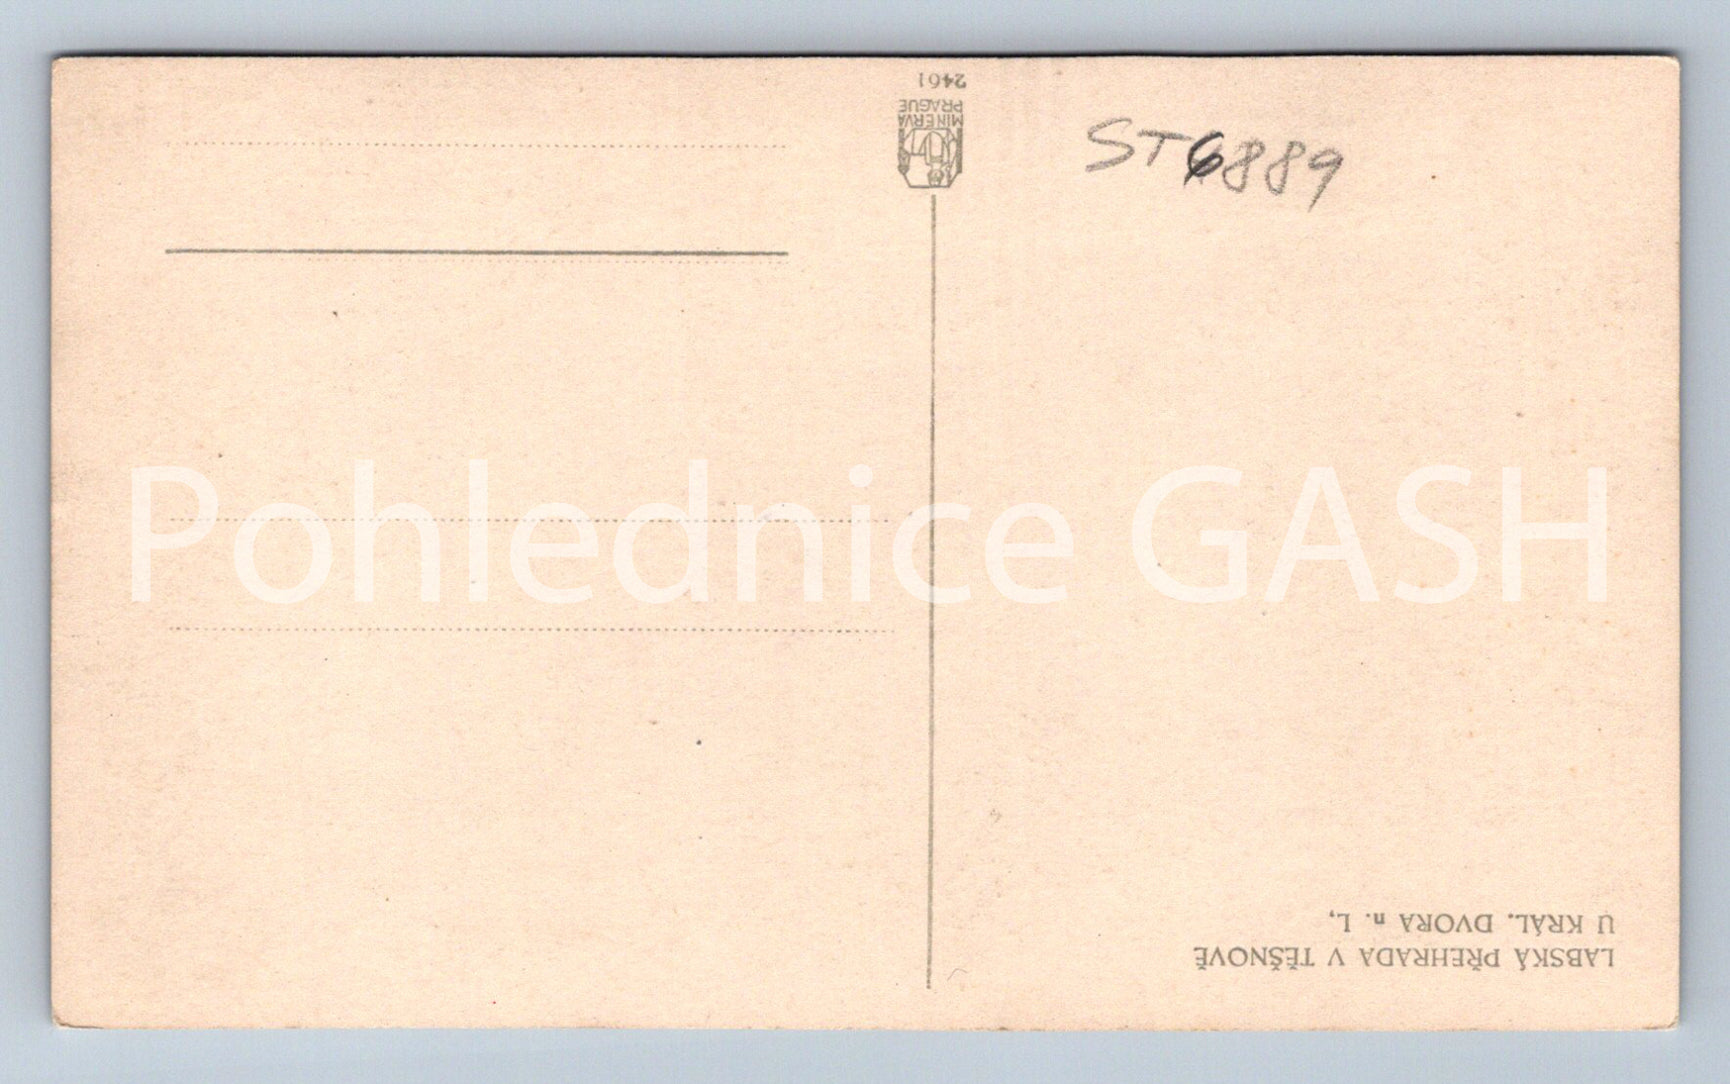 LABSKÁ PŘEHRADA V TĚŠNOVĚ
U KRÁL. DVORA n. L,
MINERVA
PRAGUE
2461
ST6889
Pohlednice GASH